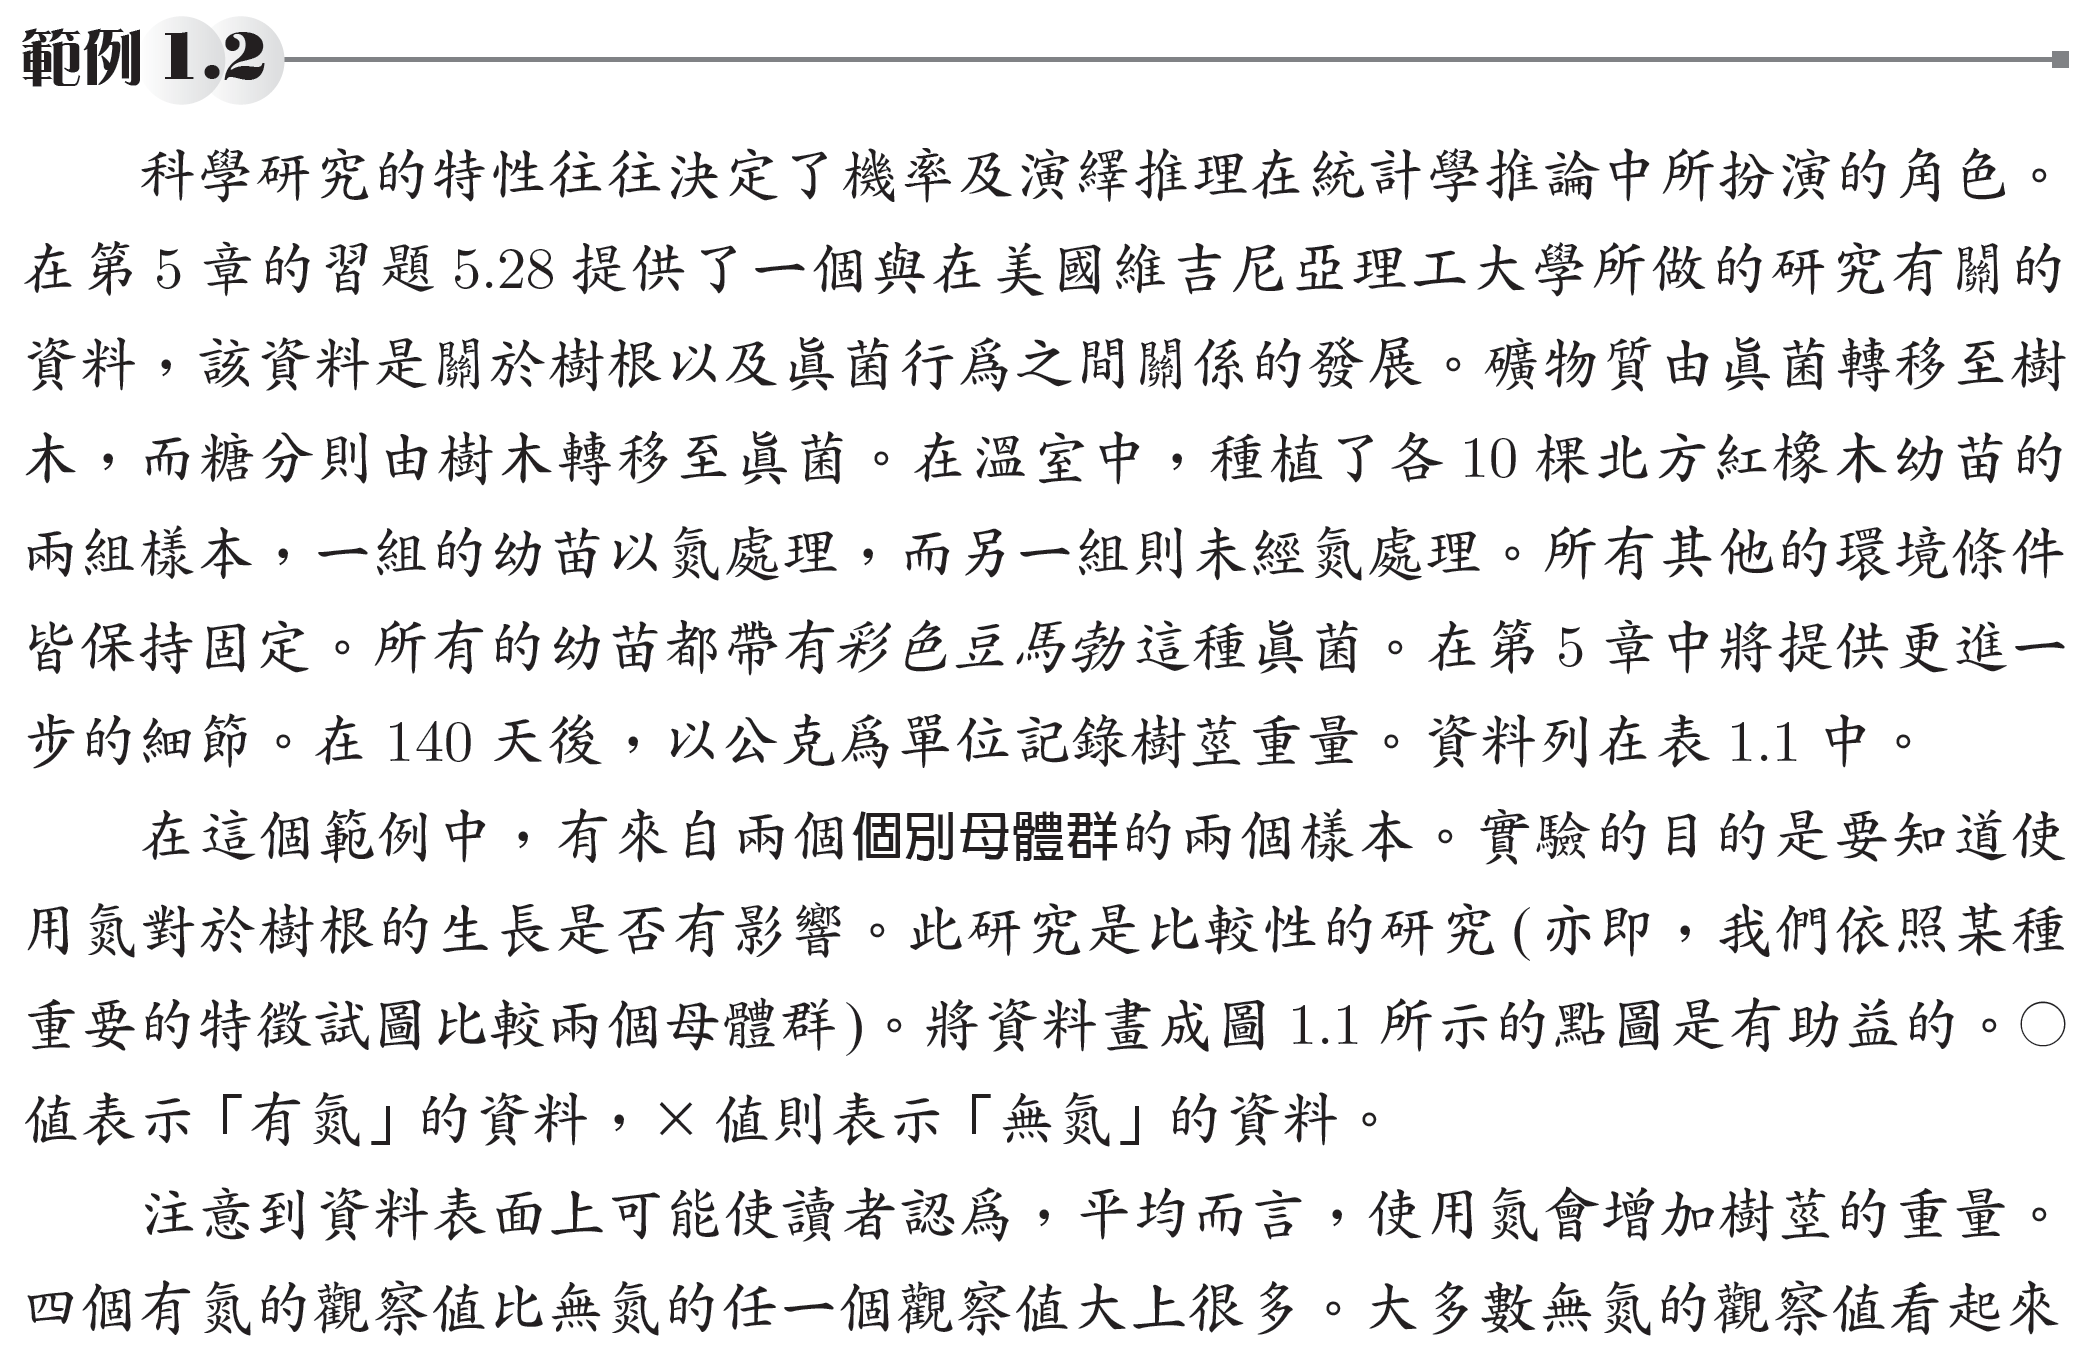 範例 1.2
科學研究的特性往往決定了機率及演繹推理在統計學推論中所扮演的角色。
在第 5 章的習題 5.28 提供了一個與在美國維吉尼亞理工大學所做的研究有關的
資料，該資料是關於樹根以及眞菌行爲之間關係的發展。礦物質由眞菌轉移至樹
木，而糖分則由樹木轉移至眞菌。在溫室中，種植了各 10 棵北方紅橡木幼苗的
兩組樣本，一組的幼苗以氮處理，而另一組則未經氮處理。所有其他的環境條件
皆保持固定。所有的幼苗都帶有彩色豆馬勃這種眞菌。在第 5 章中將提供更進一
步的細節。在 140 天後，以公克爲單位記錄樹莖重量。資料列在表 1.1 中。
在這個範例中，有來自兩個個別母體群的兩個樣本。實驗的目的是要知道使
用氮對於樹根的生長是否有影響。此研究是比較性的研究(亦即，我們依照某種
重要的特徵試圖比較兩個母體群)。將資料畫成圖 1.1 所示的點圖是有助益的。○
值表示「有氮」的資料，× 值則表示「無氮」的資料。
注意到資料表面上可能使讀者認爲，平均而言，使用氮會增加樹莖的重量。
四個有氮的觀察值比無氮的任一個觀察值大上很多。大多數無氮的觀察值看起來